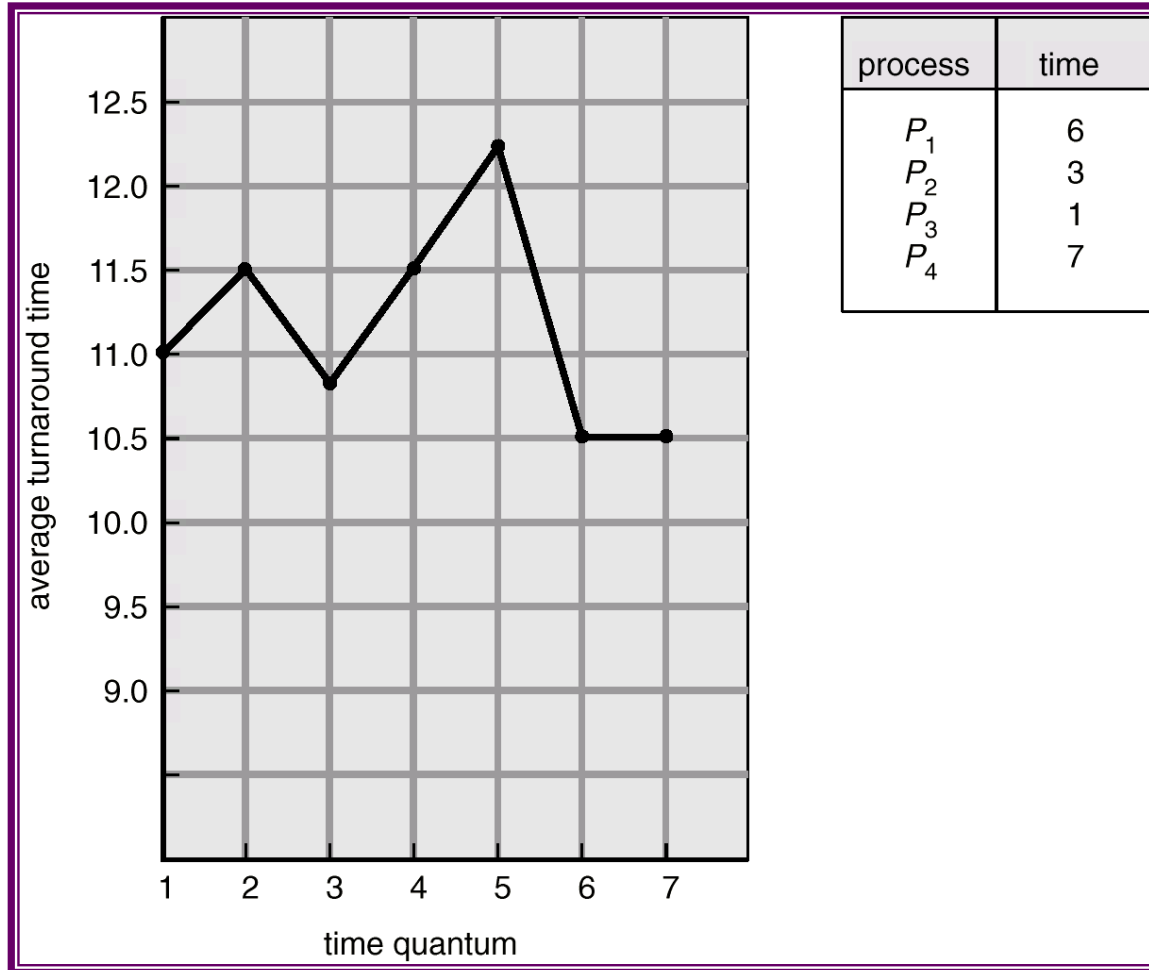 12.5
12.0
11.5
11.0
10.5
10.0
9.5
9.0
average turnaround time
1 2 3 4 5 6 7
time quantum
process time
P1 6
P2 3
P3 1
P4 7